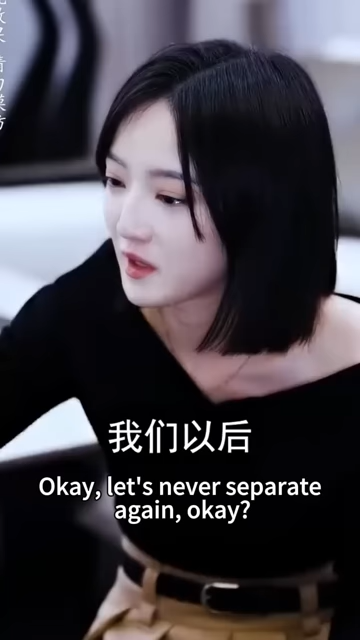 我们以后
Okay, let's never separate
again, okay?